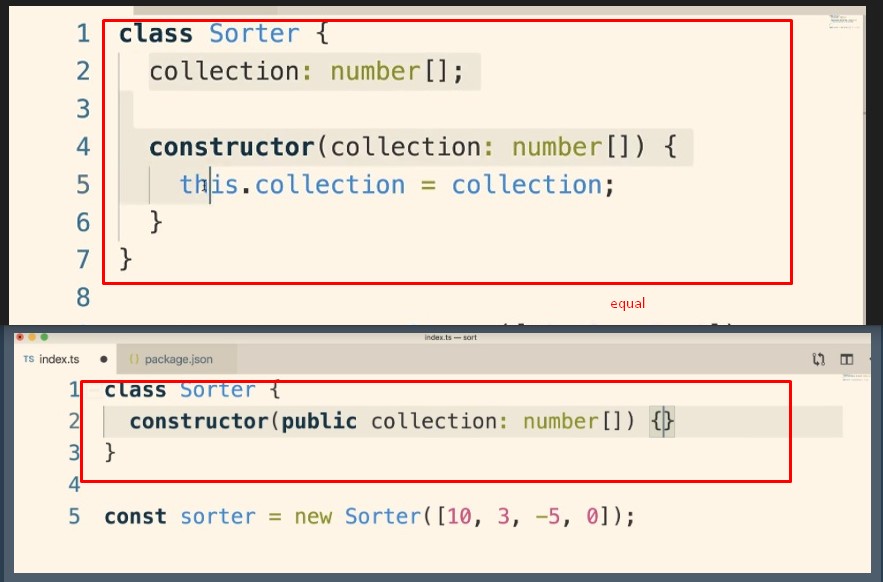 1 class Sorter {
2 collection: number[];
3
4 constructor(collection: number[]) {
5 this.collection = collection;
6 }
7 }
8
equal
index.ts — sort
TS index.ts ● {} package.json
1 class Sorter {
2 constructor(public collection: number[]) {}
3 }
4
5 const sorter = new Sorter([10, 3, -5, 0]);